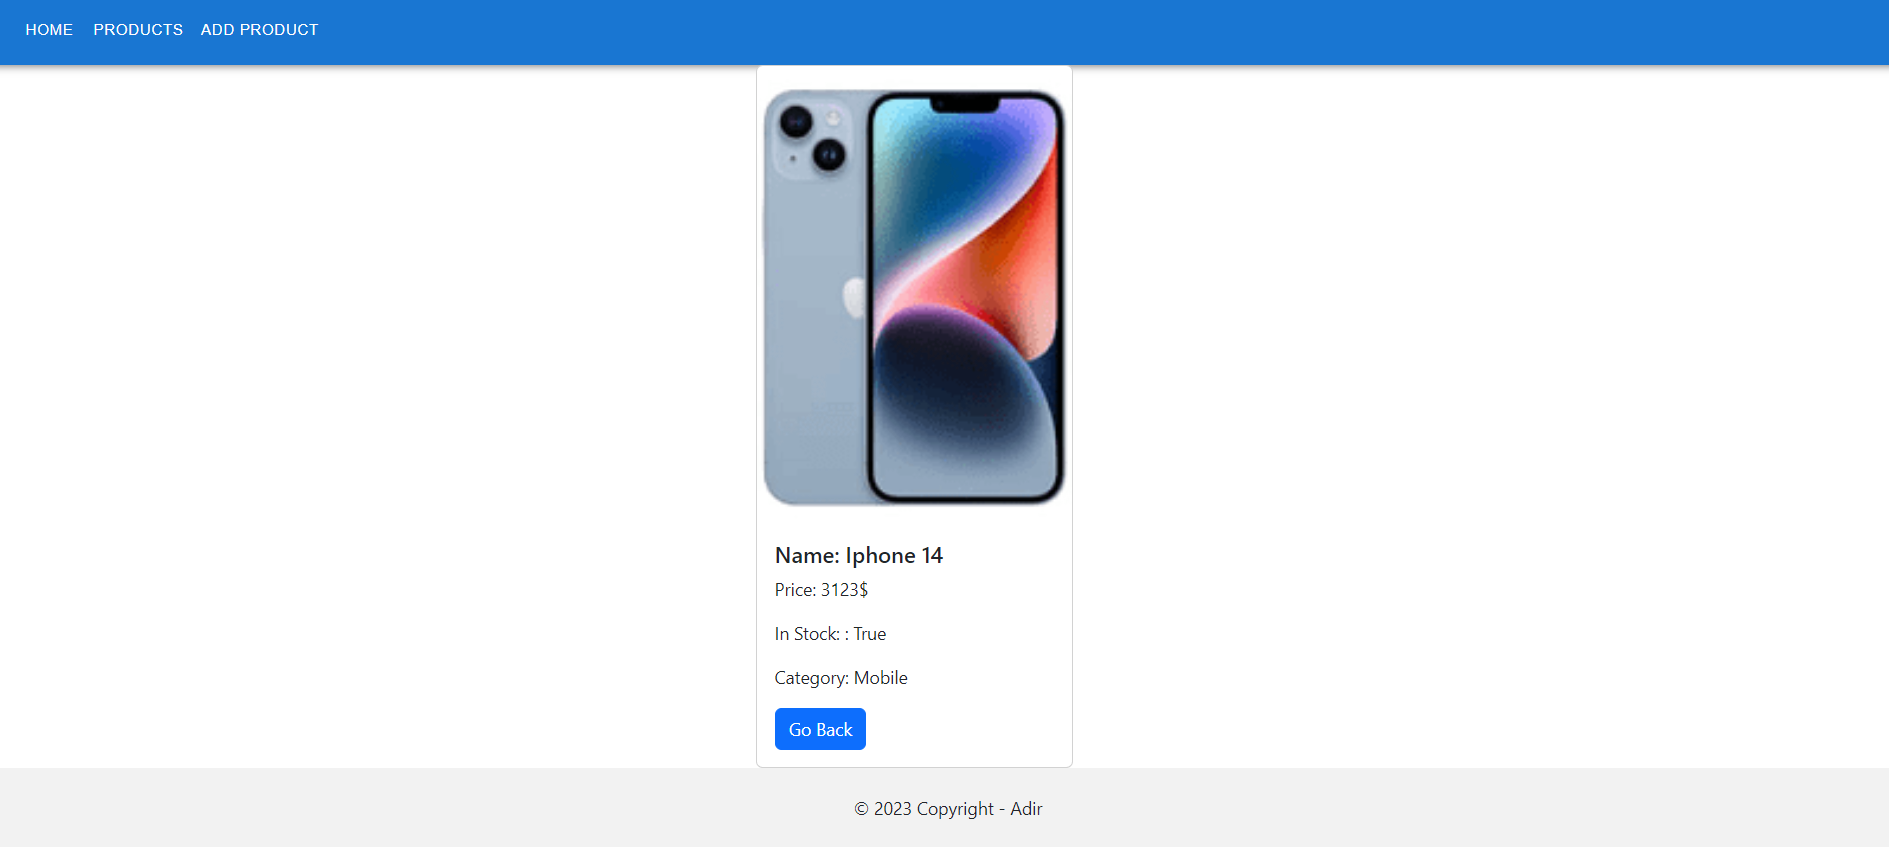 HOME PRODUCTS ADD PRODUCT
Name: Iphone 14
Price: 3123$
In Stock: : True
Category: Mobile
Go Back
© 2023 Copyright - Adir